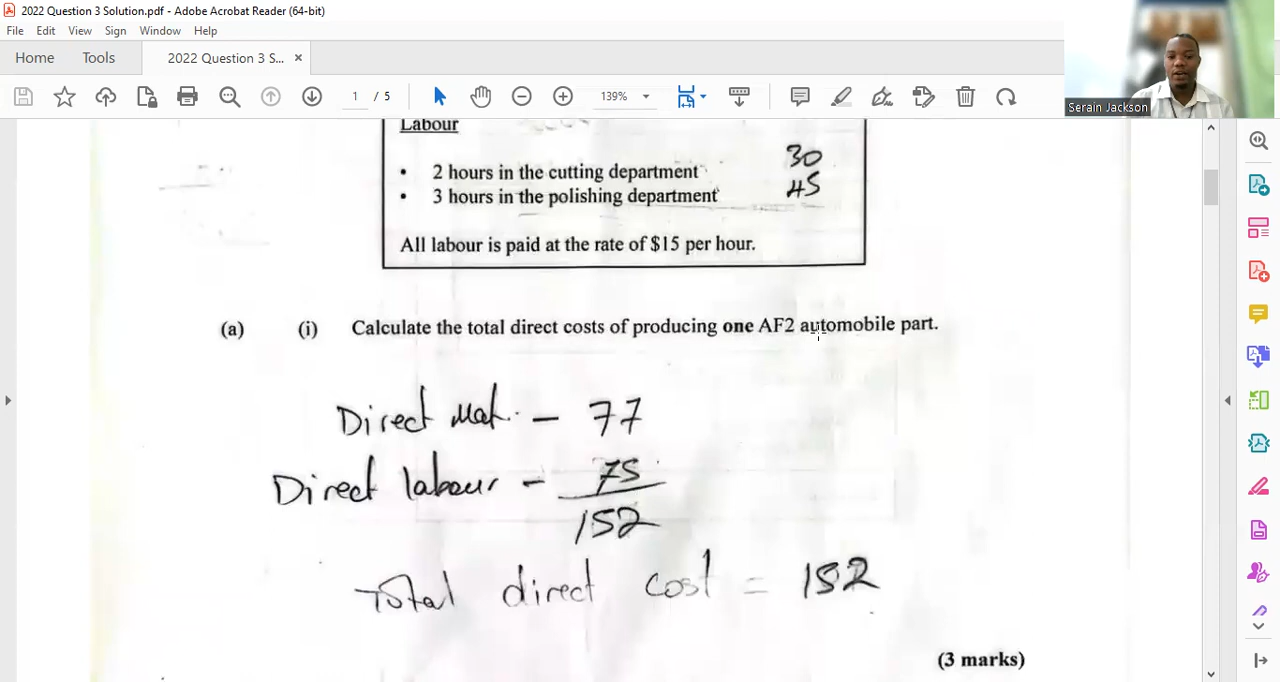 2022 Question 3 Solution.pdf - Adobe Acrobat Reader (64-bit)
File Edit View Sign Window Help
Home Tools 2022 Question 3 S... ×
1 / 5 139%
Serain Jackson
Labour
• 2 hours in the cutting department 30
• 3 hours in the polishing department 45
All labour is paid at the rate of $15 per hour.
(a) (i) Calculate the total direct costs of producing one AF2 automobile part.
Direct Mat. - 77
Direct labour - 75
152
Total direct cost = 152
(3 marks)